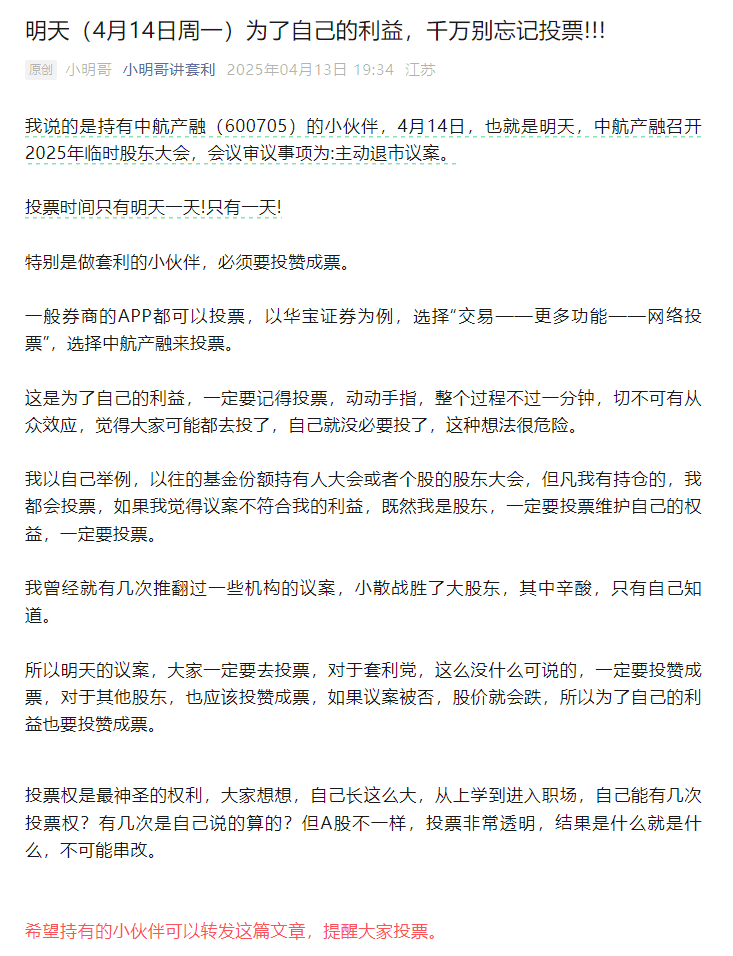 明天（4月14日周一）为了自己的利益，千万别忘记投票!!!
原创 小明哥 小明哥讲套利 2025年04月13日 19:34 江苏
我说的是持有中航产融（600705）的小伙伴，4月14日，也就是明天，中航产融召开
2025年临时股东大会，会议审议事项为:主动退市议案。
投票时间只有明天一天!只有一天!
特别是做套利的小伙伴，必须要投赞成票。
一般券商的APP都可以投票，以华宝证券为例，选择“交易——更多功能——网络投
票”，选择中航产融来投票。
这是为了自己的利益，一定要记得投票，动动手指，整个过程不过一分钟，切不可有从
众效应，觉得大家可能都去投了，自己就没必要投了，这种想法很危险。
我以自己举例，以往的基金份额持有人大会或者个股的股东大会，但凡我有持仓的，我
都会投票，如果我觉得议案不符合我的利益，既然我是股东，一定要投票维护自己的权
益，一定要投票。
我曾经就有几次推翻过一些机构的议案，小散战胜了大股东，其中辛酸，只有自己知
道。
所以明天的议案，大家一定要去投票，对于套利党，这么没什么可说的，一定要投赞成
票，对于其他股东，也应该投赞成票，如果议案被否，股价就会跌，所以为了自己的利
益也要投赞成票。
投票权是最神圣的权利，大家想想，自己长这么大，从上学到进入职场，自己能有几次
投票权？有几次是自己说的算的？但A股不一样，投票非常透明，结果是什么就是什
么，不可能串改。
希望持有的小伙伴可以转发这篇文章，提醒大家投票。